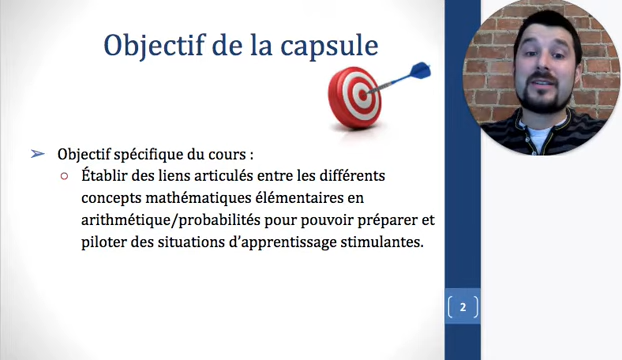 Objectif de la capsule
➢ Objectif spécifique du cours :
○ Établir des liens articulés entre les différents
concepts mathématiques élémentaires en
arithmétique/probabilités pour pouvoir préparer et
piloter des situations d’apprentissage stimulantes.
2